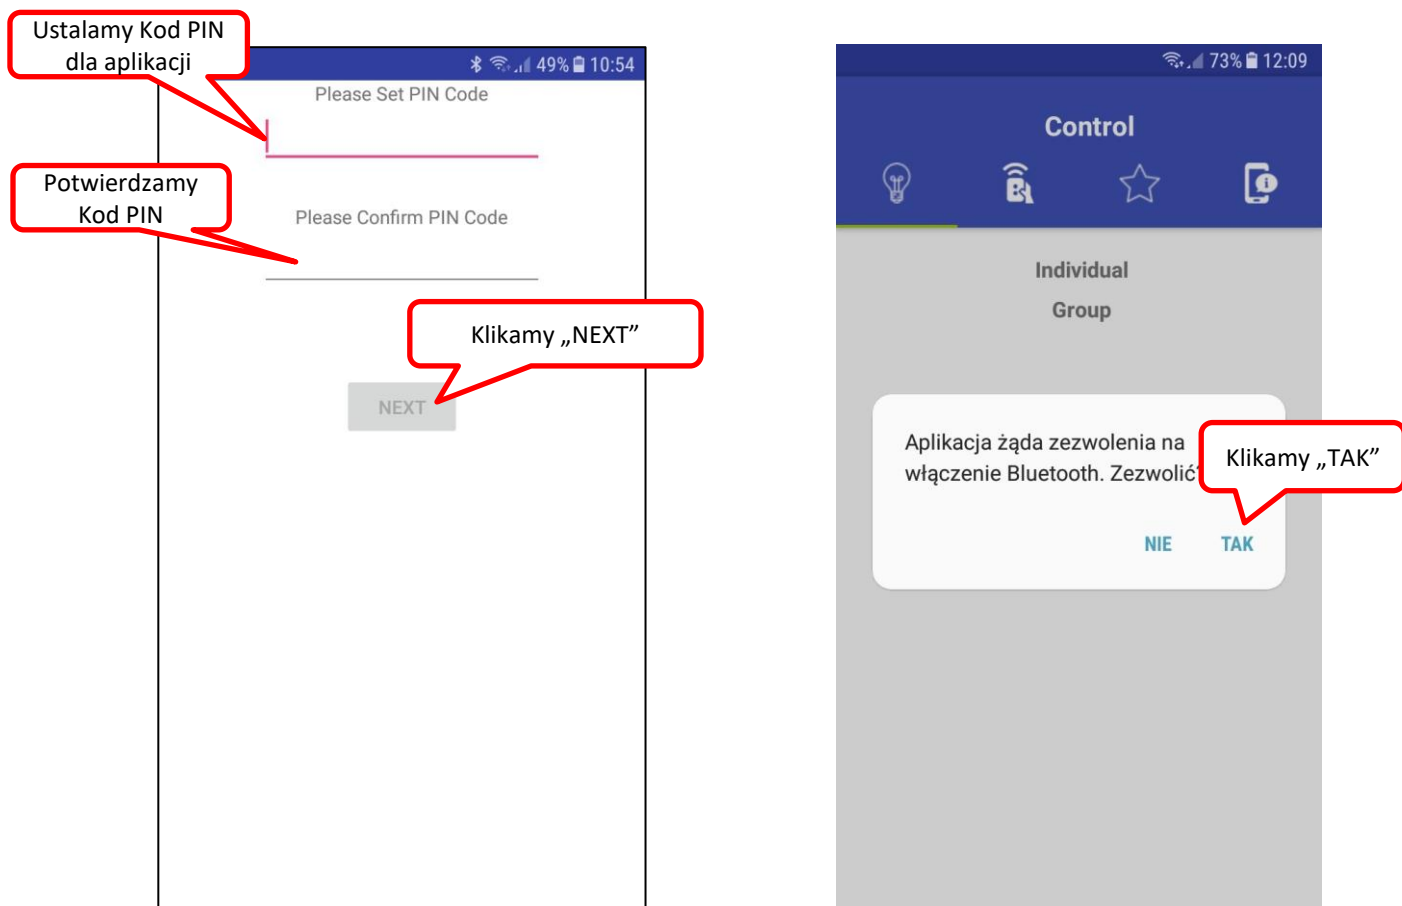 Ustalamy Kod PIN
dla aplikacji
49% 10:54
Please Set PIN Code
Potwierdzamy
Kod PIN
Please Confirm PIN Code
Klikamy „NEXT”
NEXT
73% 12:09
Control
Individual
Group
Aplikacja żąda zezwolenia na
włączenie Bluetooth. Zezwolić?
Klikamy „TAK”
NIE TAK